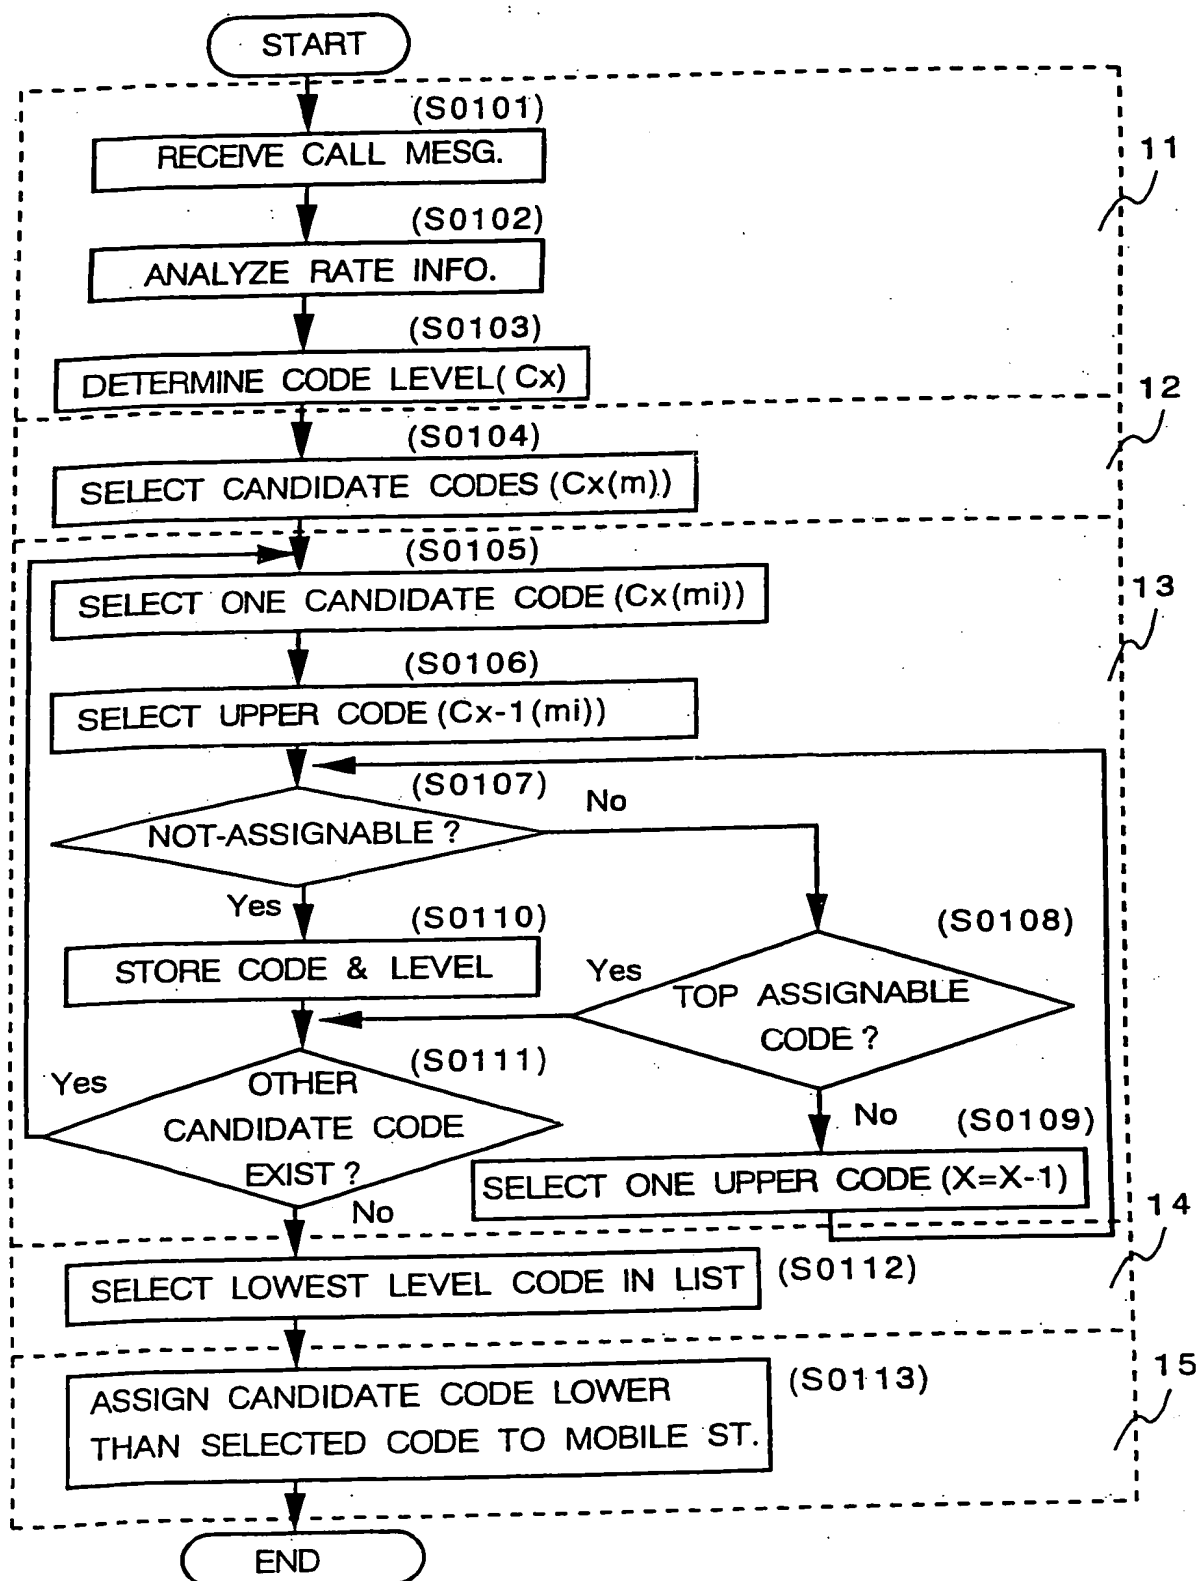 START
(S0101)
RECEIVE CALL MESG.
11
(S0102)
ANALYZE RATE INFO.
(S0103)
DETERMINE CODE LEVEL(Cx)
12
(S0104)
SELECT CANDIDATE CODES (Cx(m))
(S0105)
SELECT ONE CANDIDATE CODE (Cx(mi))
13
(S0106)
SELECT UPPER CODE (Cx-1(mi))
(S0107)
NOT-ASSIGNABLE ?
No
Yes
(S0110)
STORE CODE & LEVEL
(S0108)
Yes
TOP ASSIGNABLE
CODE ?
(S0111)
Yes
OTHER
CANDIDATE CODE
EXIST ?
No
No
(S0109)
SELECT ONE UPPER CODE (X=X-1)
14
SELECT LOWEST LEVEL CODE IN LIST
(S0112)
ASSIGN CANDIDATE CODE LOWER
THAN SELECTED CODE TO MOBILE ST.
(S0113)
15
END